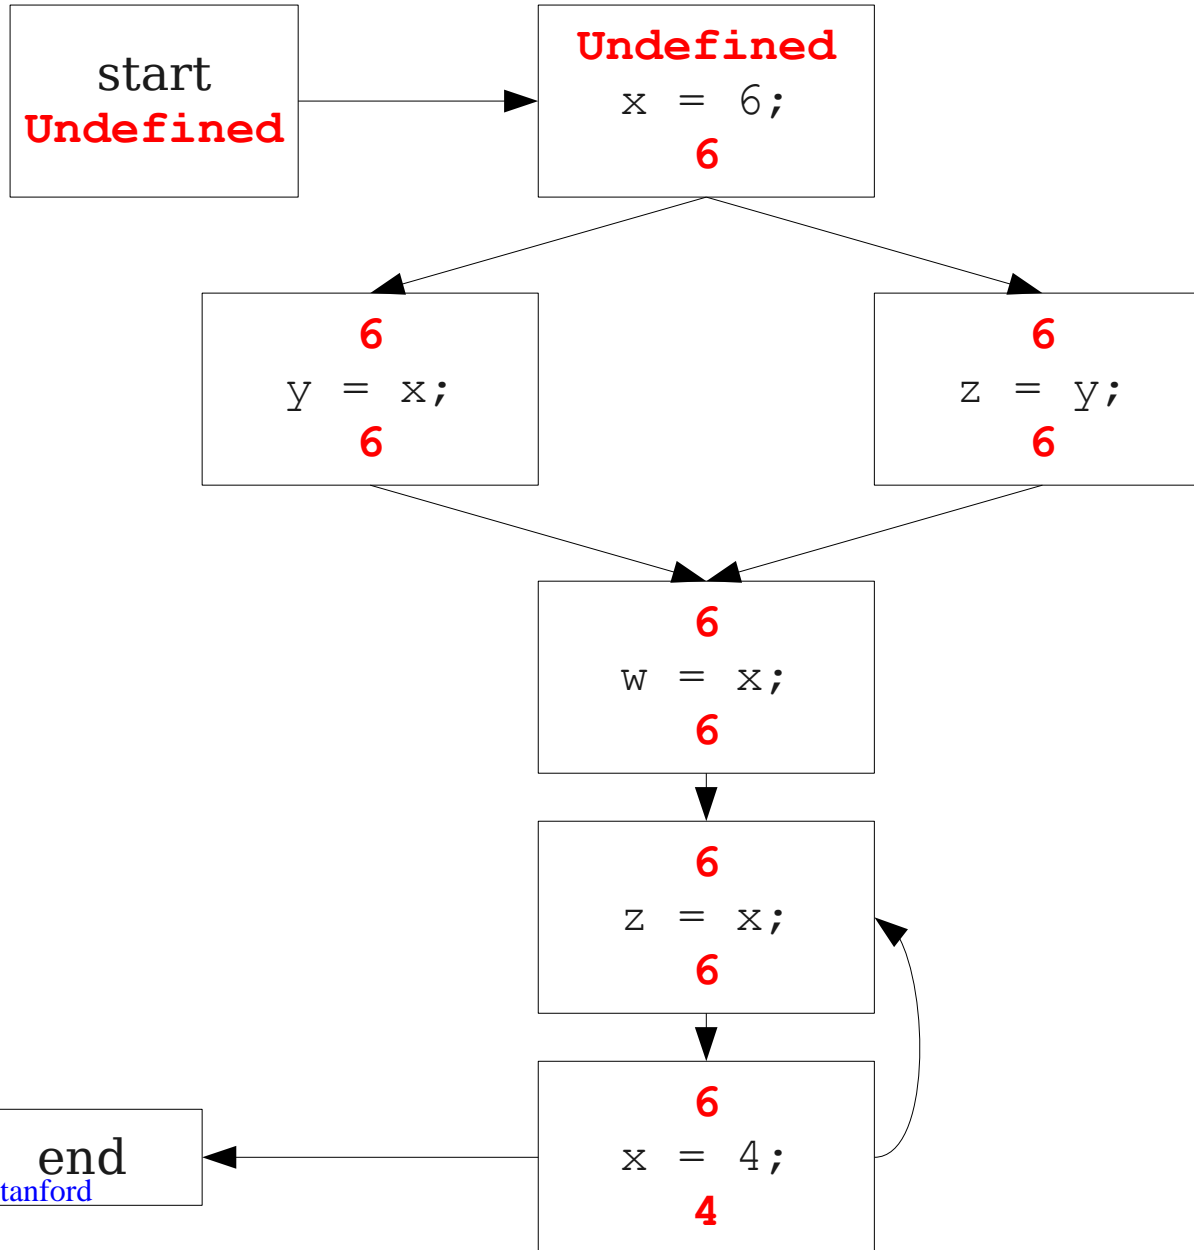 start
Undefined
Undefined
x = 6;
6
6
y = x;
6
6
z = y;
6
6
w = x;
6
6
z = x;
6
6
x = 4;
4
end
tanford